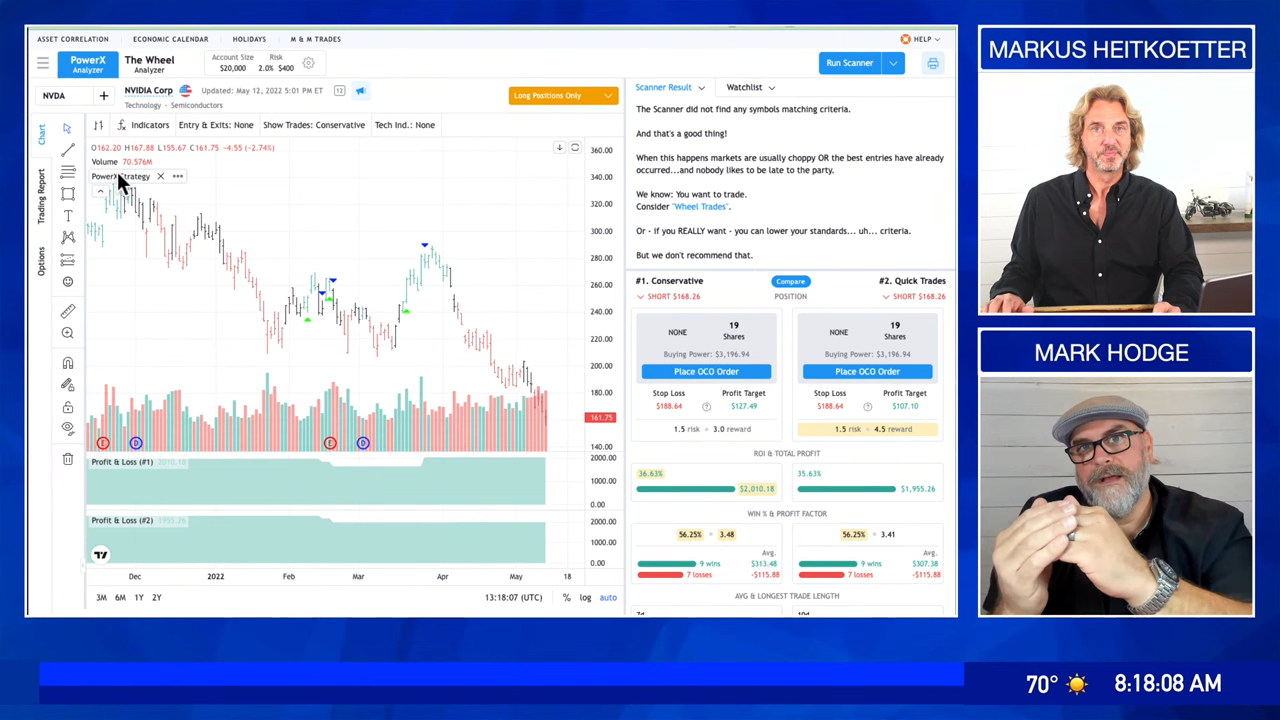 ASSET CORRELATION ECONOMIC CALENDAR HOLIDAYS M & M TRADES HELP
PowerX
Analyzer
The Wheel
Analyzer
Account Size Risk
$20,000 2.0% $400
Run Scanner
NVDA
NVIDIA Corp Updated: May 12, 2022 5:01 PM ET 12
Technology · Semiconductors
Long Positions Only
Chart
Trading Report
Options
Indicators Entry & Exits: None Show Trades: Conservative Tech Ind.: None
O162.20 H167.88 L155.67 C161.75 -4.55 (-2.74%)
Volume 70.576M
PowerX Strategy
360.00
340.00
320.00
300.00
280.00
260.00
240.00
220.00
200.00
180.00
161.75
140.00
E D E D
Profit & Loss (#1) 2010.18
2000.00
1000.00
0.00
Profit & Loss (#2) 1955.26
2000.00
1000.00
0.00
Dec 2022 Feb Mar Apr May 18
3M 6M 1Y 2Y 13:18:07 (UTC) % log auto
Scanner Result Watchlist
The Scanner did not find any symbols matching criteria.
And that's a good thing!
When this happens markets are usually choppy OR the best entries have already
occurred...and nobody likes to be late to the party.
We know: You want to trade.
Consider "Wheel Trades".
Or - if you REALLY want - you can lower your standards... uh... criteria.
But we don't recommend that.
#1. Conservative Compare #2. Quick Trades
SHORT $168.26 POSITION SHORT $168.26
NONE 19 Shares NONE 19 Shares
Buying Power: $3,196.94 Buying Power: $3,196.94
Place OCO Order Place OCO Order
Stop Loss Profit Target Stop Loss Profit Target
$188.64 $127.49 $188.64 $107.10
1.5 risk • 3.0 reward 1.5 risk • 4.5 reward
ROI & TOTAL PROFIT
36.63% 35.63%
$2,010.18 $1,955.26
WIN % & PROFIT FACTOR
56.25% • 3.48 56.25% • 3.41
Avg. Avg.
9 wins $313.48 9 wins $307.38
7 losses -$115.88 7 losses -$115.88
AVG & LONGEST TRADE LENGTH
MARKUS HEITKOETTER
MARK HODGE
70° 8:18:08 AM